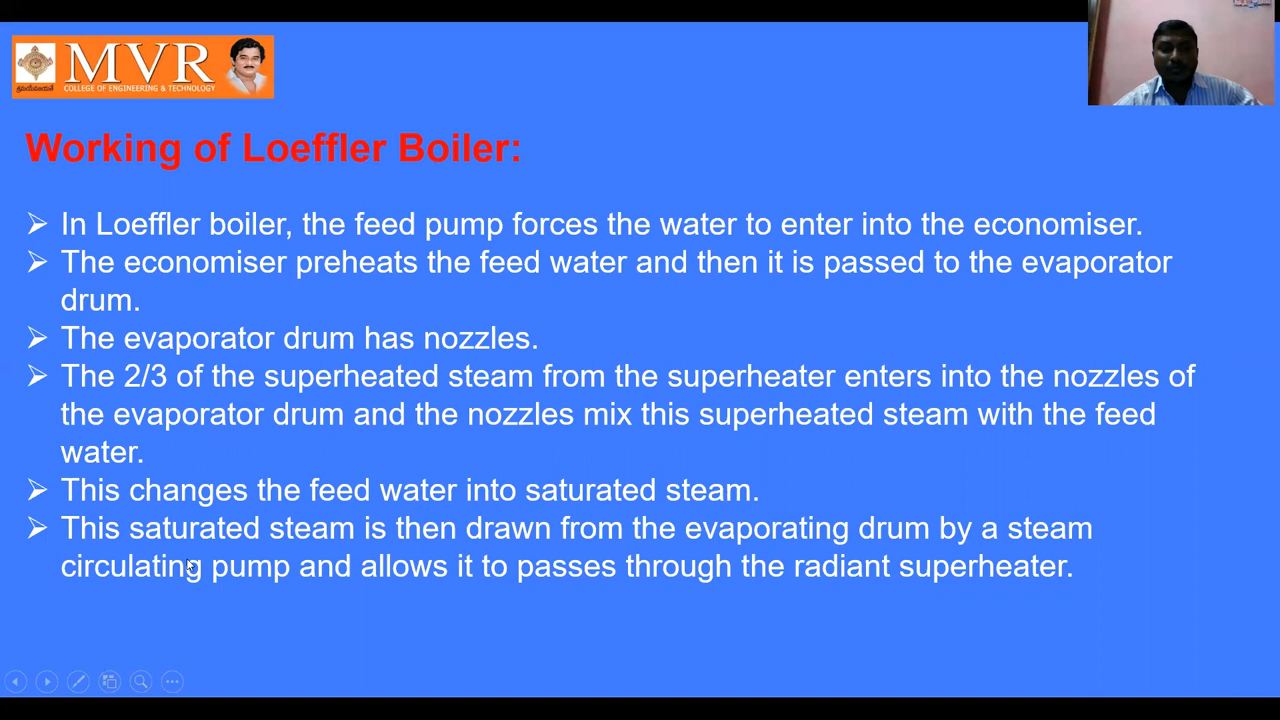 MVR
COLLEGE OF ENGINEERING & TECHNOLOGY
Working of Loeffler Boiler:
➢ In Loeffler boiler, the feed pump forces the water to enter into the economiser.
➢ The economiser preheats the feed water and then it is passed to the evaporator
drum.
➢ The evaporator drum has nozzles.
➢ The 2/3 of the superheated steam from the superheater enters into the nozzles of
the evaporator drum and the nozzles mix this superheated steam with the feed
water.
➢ This changes the feed water into saturated steam.
➢ This saturated steam is then drawn from the evaporating drum by a steam
circulating pump and allows it to passes through the radiant superheater.